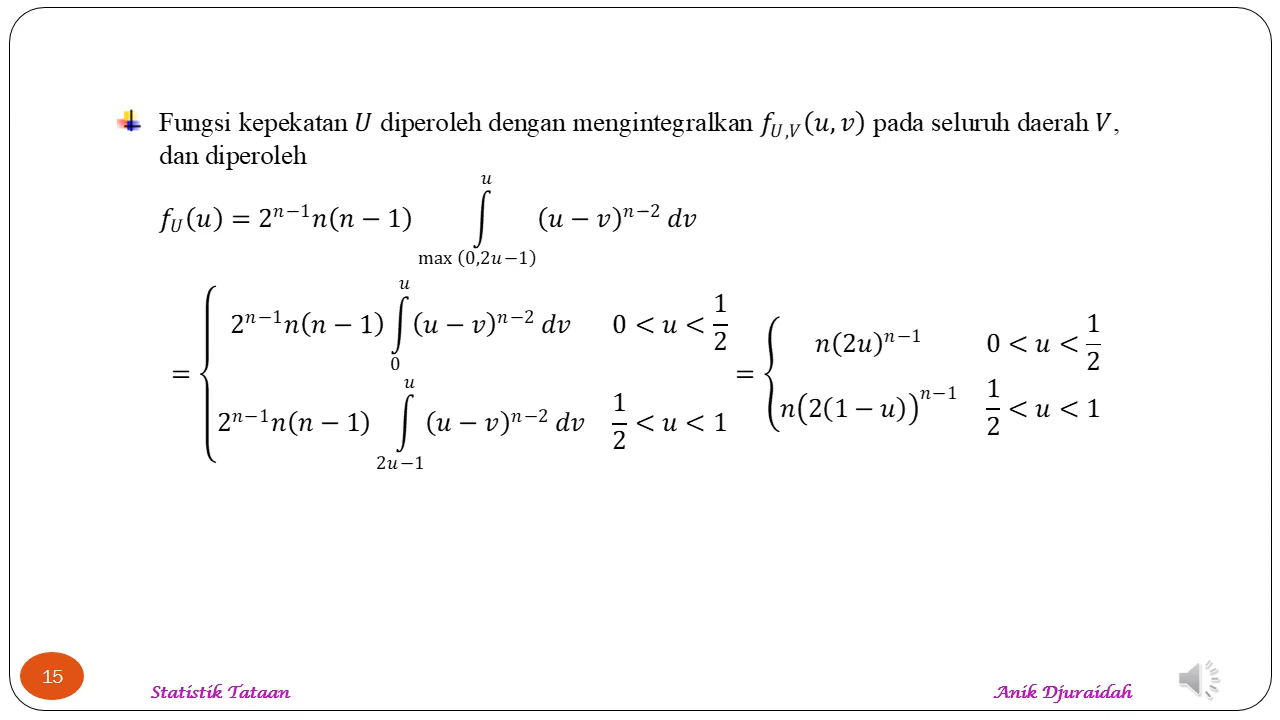 Fungsi kepekatan 𝑈 diperoleh dengan mengintegralkan 𝑓_{𝑈,𝑉}(𝑢, 𝑣) pada seluruh daerah 𝑉,
dan diperoleh
𝑓_𝑈(𝑢) = 2^{𝑛−1}𝑛(𝑛 − 1) ∫_{max (0,2𝑢−1)}^{𝑢} (𝑢 − 𝑣)^{𝑛−2} 𝑑𝑣
= { 2^{𝑛−1}𝑛(𝑛 − 1) ∫_{0}^{𝑢} (𝑢 − 𝑣)^{𝑛−2} 𝑑𝑣   0 < 𝑢 < 1/2   = { 𝑛(2𝑢)^{𝑛−1}   0 < 𝑢 < 1/2
2^{𝑛−1}𝑛(𝑛 − 1) ∫_{2𝑢−1}^{𝑢} (𝑢 − 𝑣)^{𝑛−2} 𝑑𝑣   1/2 < 𝑢 < 1   𝑛(2(1 − 𝑢))^{𝑛−1}   1/2 < 𝑢 < 1
15
Statistik Tataan
Anik Djuraidah